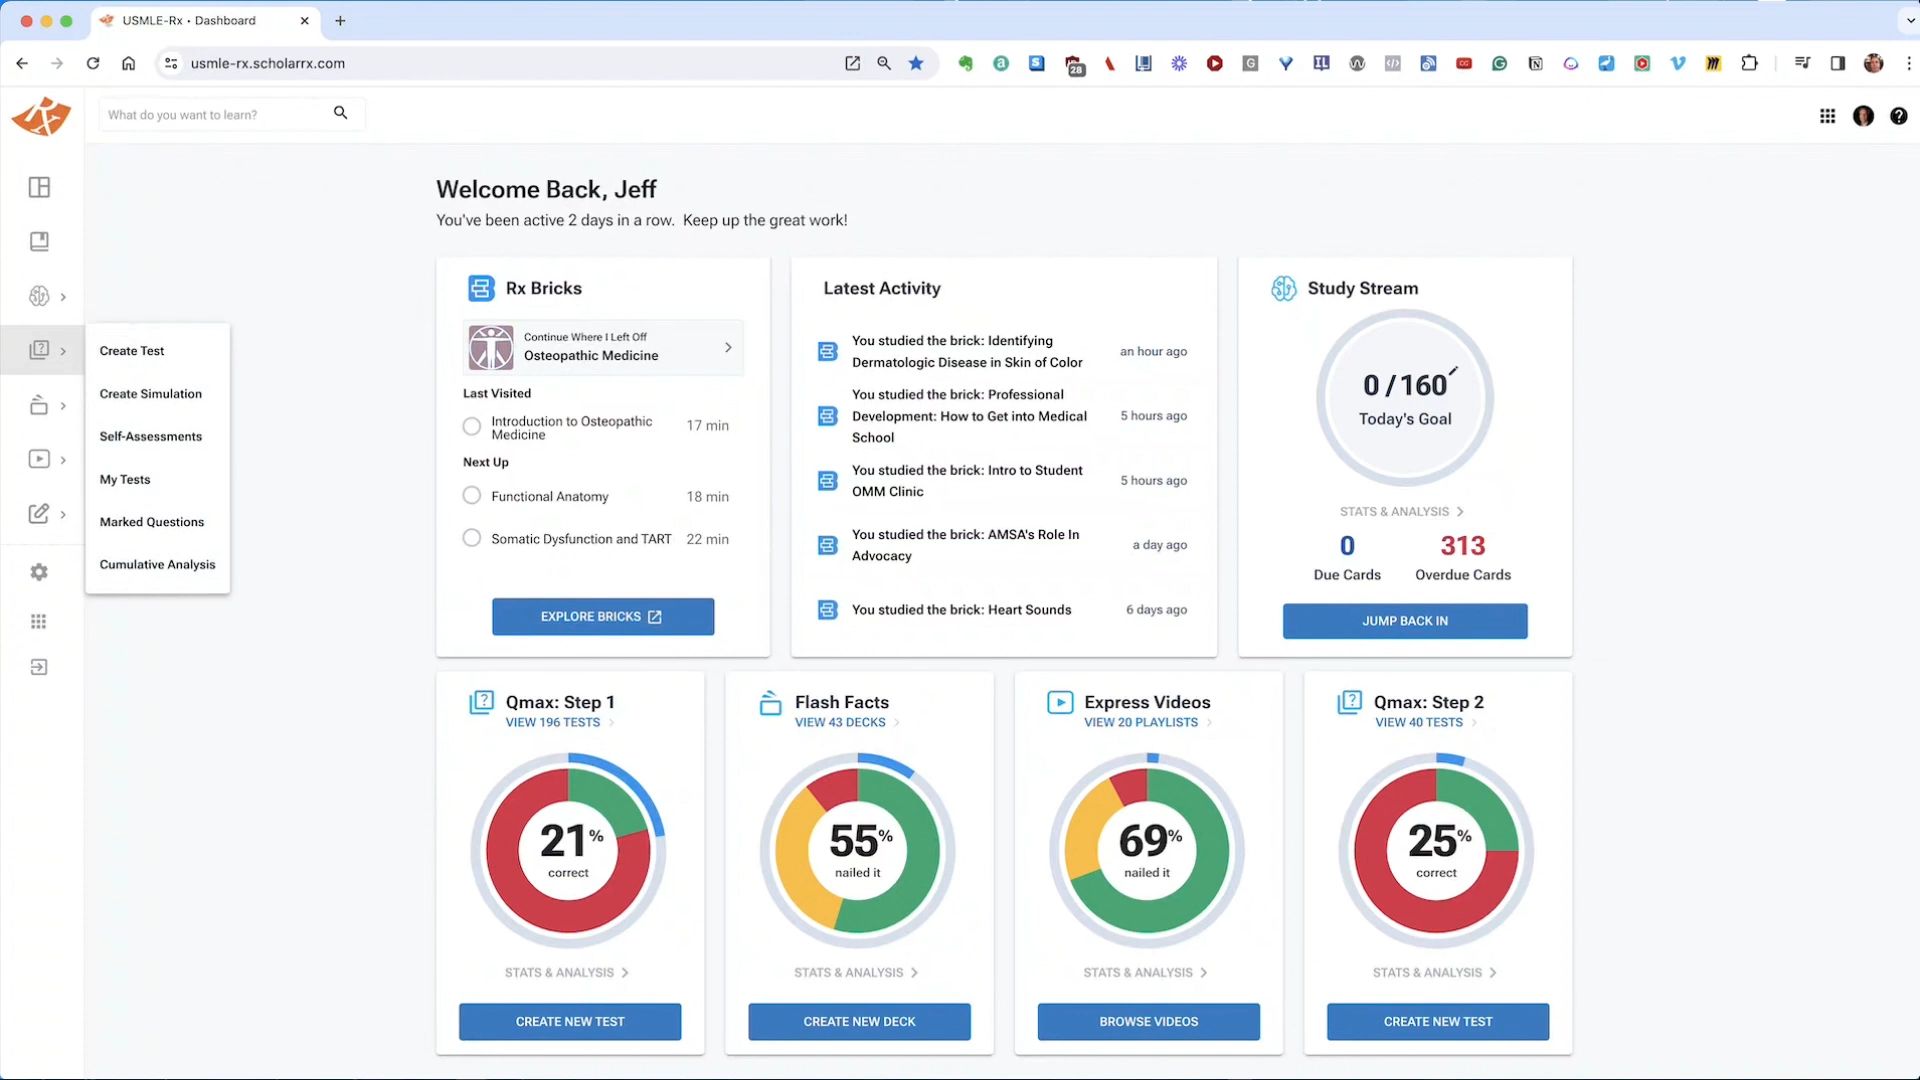 USMLE-Rx • Dashboard
usmle-rx.scholarrx.com
28
What do you want to learn?
Welcome Back, Jeff
You've been active 2 days in a row. Keep up the great work!
Create Test
Create Simulation
Self-Assessments
My Tests
Marked Questions
Cumulative Analysis
Rx Bricks
Continue Where I Left Off
Osteopathic Medicine
Last Visited
Introduction to Osteopathic
Medicine
17 min
Next Up
Functional Anatomy 18 min
Somatic Dysfunction and TART 22 min
EXPLORE BRICKS
Latest Activity
You studied the brick: Identifying
Dermatologic Disease in Skin of Color
an hour ago
You studied the brick: Professional
Development: How to Get into Medical
School
5 hours ago
You studied the brick: Intro to Student
OMM Clinic
5 hours ago
You studied the brick: AMSA's Role In
Advocacy
a day ago
You studied the brick: Heart Sounds 6 days ago
Study Stream
0 / 160
Today's Goal
STATS & ANALYSIS
0 313
Due Cards Overdue Cards
JUMP BACK IN
Qmax: Step 1
VIEW 196 TESTS
21%
correct
STATS & ANALYSIS
CREATE NEW TEST
Flash Facts
VIEW 43 DECKS
55%
nailed it
STATS & ANALYSIS
CREATE NEW DECK
Express Videos
VIEW 20 PLAYLISTS
69%
nailed it
STATS & ANALYSIS
BROWSE VIDEOS
Qmax: Step 2
VIEW 40 TESTS
25%
correct
STATS & ANALYSIS
CREATE NEW TEST